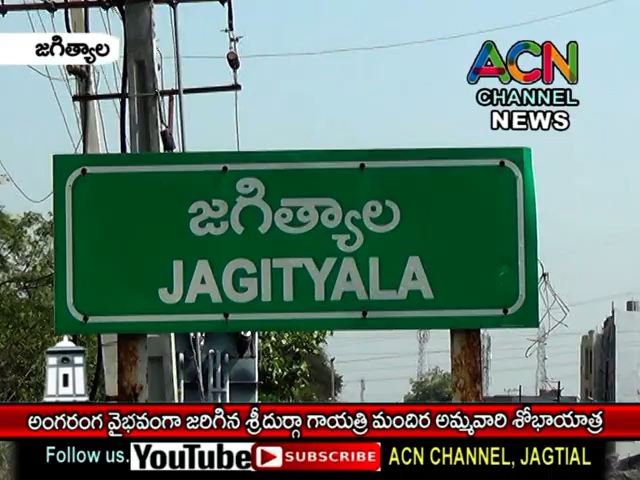 జగిత్యాల
ACN
CHANNEL
NEWS
జగిత్యాల
JAGITYALA
అంగరంగ వైభవంగా జరిగిన శ్రీదుర్గా గాయత్రి మందిర అమ్మవారి శోభాయాత్ర
Follow us. YouTube SUBSCRIBE ACN CHANNEL, JAGTIAL